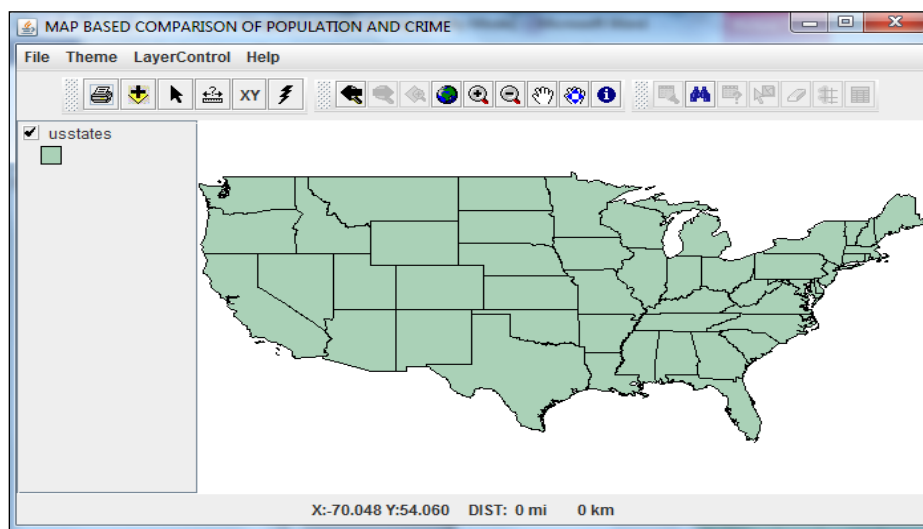 MAP BASED COMPARISON OF POPULATION AND CRIME
File Theme LayerControl Help
XY
usstates
X:-70.048 Y:54.060 DIST: 0 mi 0 km